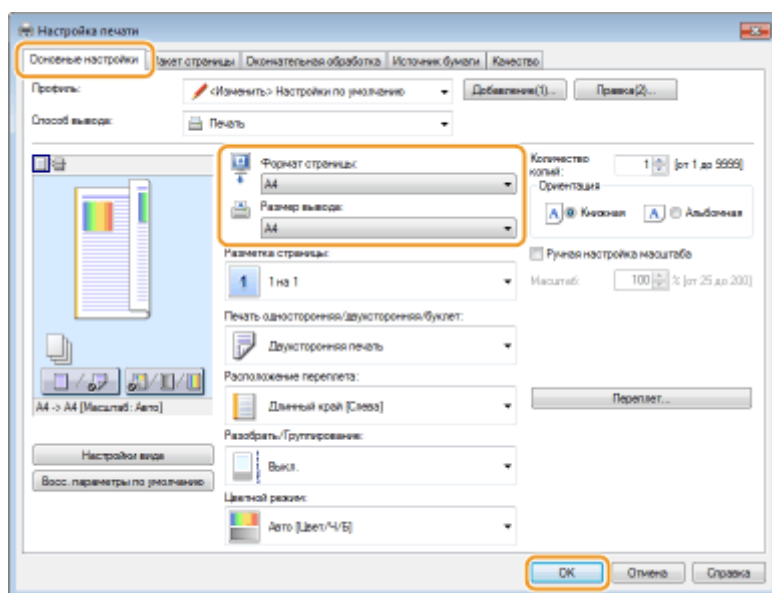 Настройка печати
Основные настройки Макет страницы Окончательная обработка Источник бумаги Качество
Профиль: <Изменить> Настройки по умолчанию Добавление(1)... Правка(2)...
Способ вывода: Печать
Формат страницы:
A4
Размер вывода:
A4
Количество копий: 1 [от 1 до 9999]
Ориентация
A Книжная A Альбомная
Разметка страницы:
1 1 на 1
Ручная настройка масштаба
Масштаб: 100 % [от 25 до 200]
Печать односторонняя/двухсторонняя/буклет:
Двухсторонняя печать
Расположение переплета:
Длинный край [Слева]
Переплет...
A4 -> A4 [Масштаб: Авто]
Разобрать/Группирование:
Выкл.
Настройки вида
Восс. параметры по умолчанию
Цветной режим:
Авто [Цвет/Ч/Б]
OK Отмена Справка